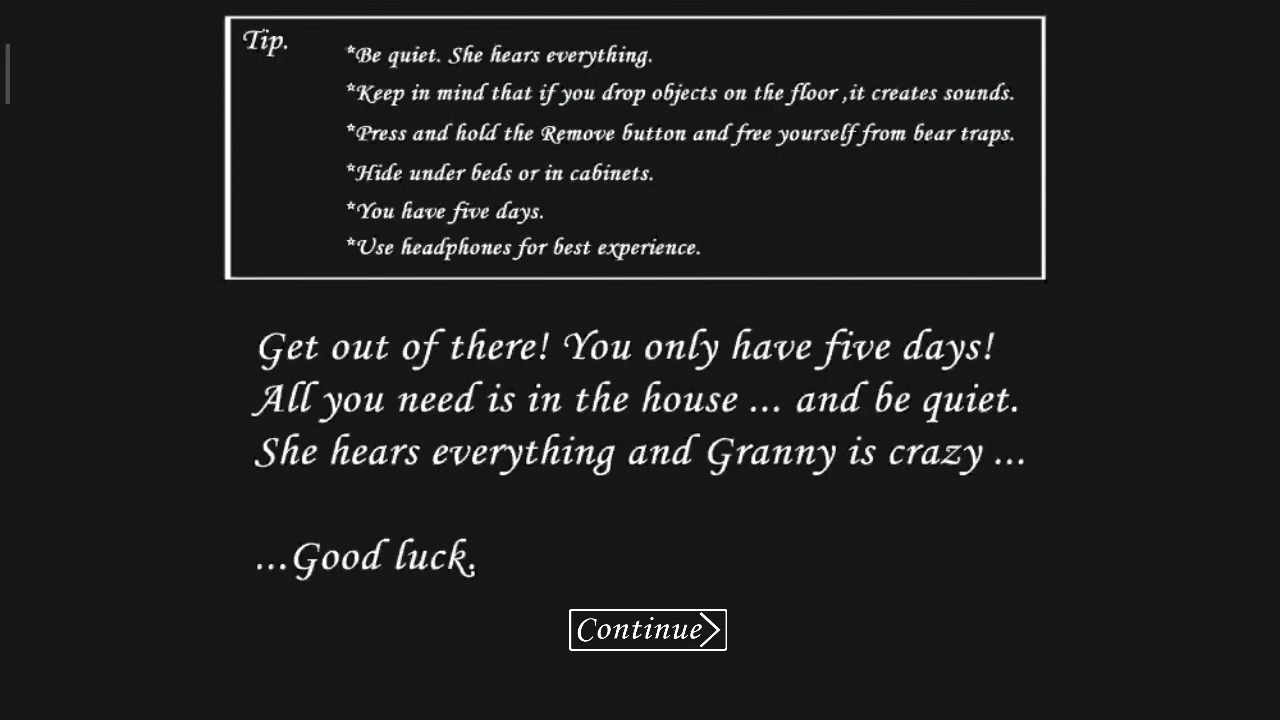 Tip.
*Be quiet. She hears everything.
*Keep in mind that if you drop objects on the floor ,it creates sounds.
*Press and hold the Remove button and free yourself from bear traps.
*Hide under beds or in cabinets.
*You have five days.
*Use headphones for best experience.
Get out of there! You only have five days!
All you need is in the house ... and be quiet.
She hears everything and Granny is crazy ...
...Good luck.
Continue